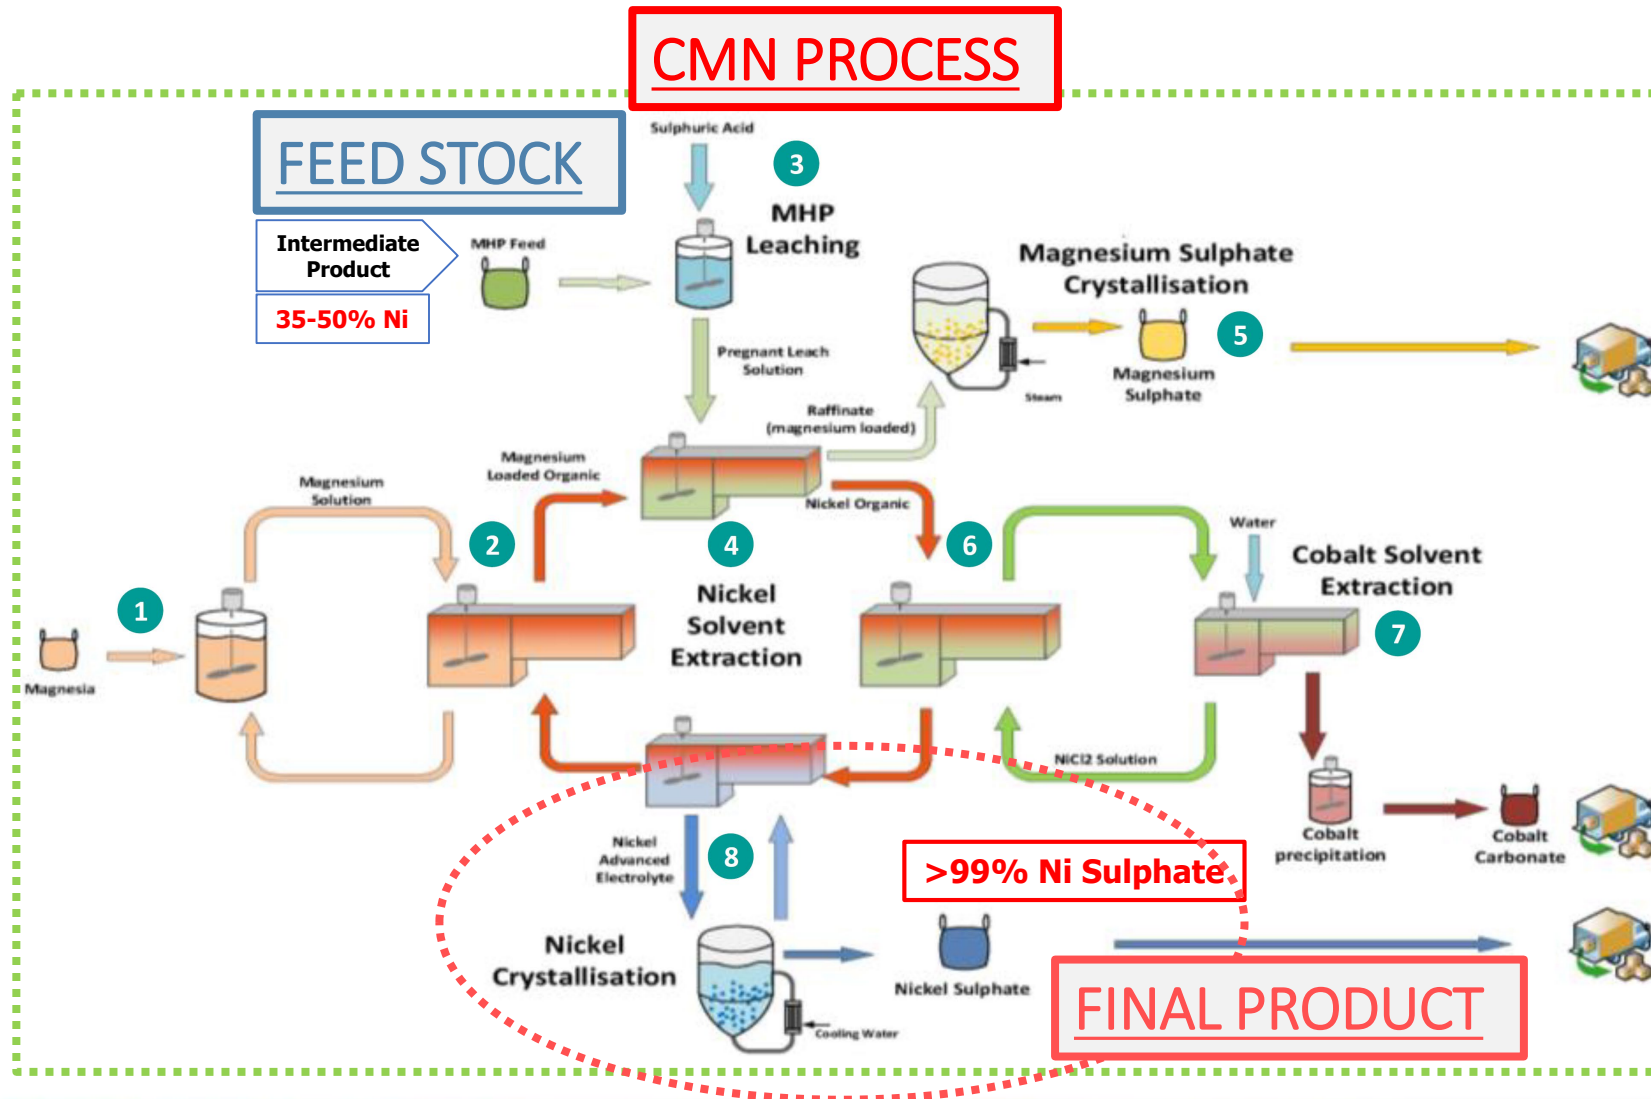 CMN PROCESS
FEED STOCK
Intermediate
Product
35-50% Ni
MHP Feed
Sulphuric Acid
3
MHP
Leaching
Pregnant Leach
Solution
Magnesium Sulphate
Crystallisation
5
Magnesium
Sulphate
Steam
Raffinate
(magnesium loaded)
Magnesium
Loaded Organic
Magnesium
Solution
Nickel Organic
1
2
4
6
Magnesia
Nickel
Solvent
Extraction
Water
Cobalt Solvent
Extraction
7
NiCl2 Solution
Cobalt
precipitation
Cobalt
Carbonate
Nickel
Advanced
Electrolyte
8
>99% Ni Sulphate
Nickel
Crystallisation
Nickel Sulphate
Cooling Water
FINAL PRODUCT